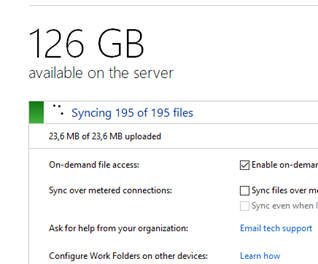 126 GB
available on the server
Syncing 195 of 195 files
23,6 MB of 23,6 MB uploaded
On-demand file access: Enable on-deman
Sync over metered connections: Sync files over me
Sync even when I
Ask for help from your organization: Email tech support
Configure Work Folders on other devices: Learn how